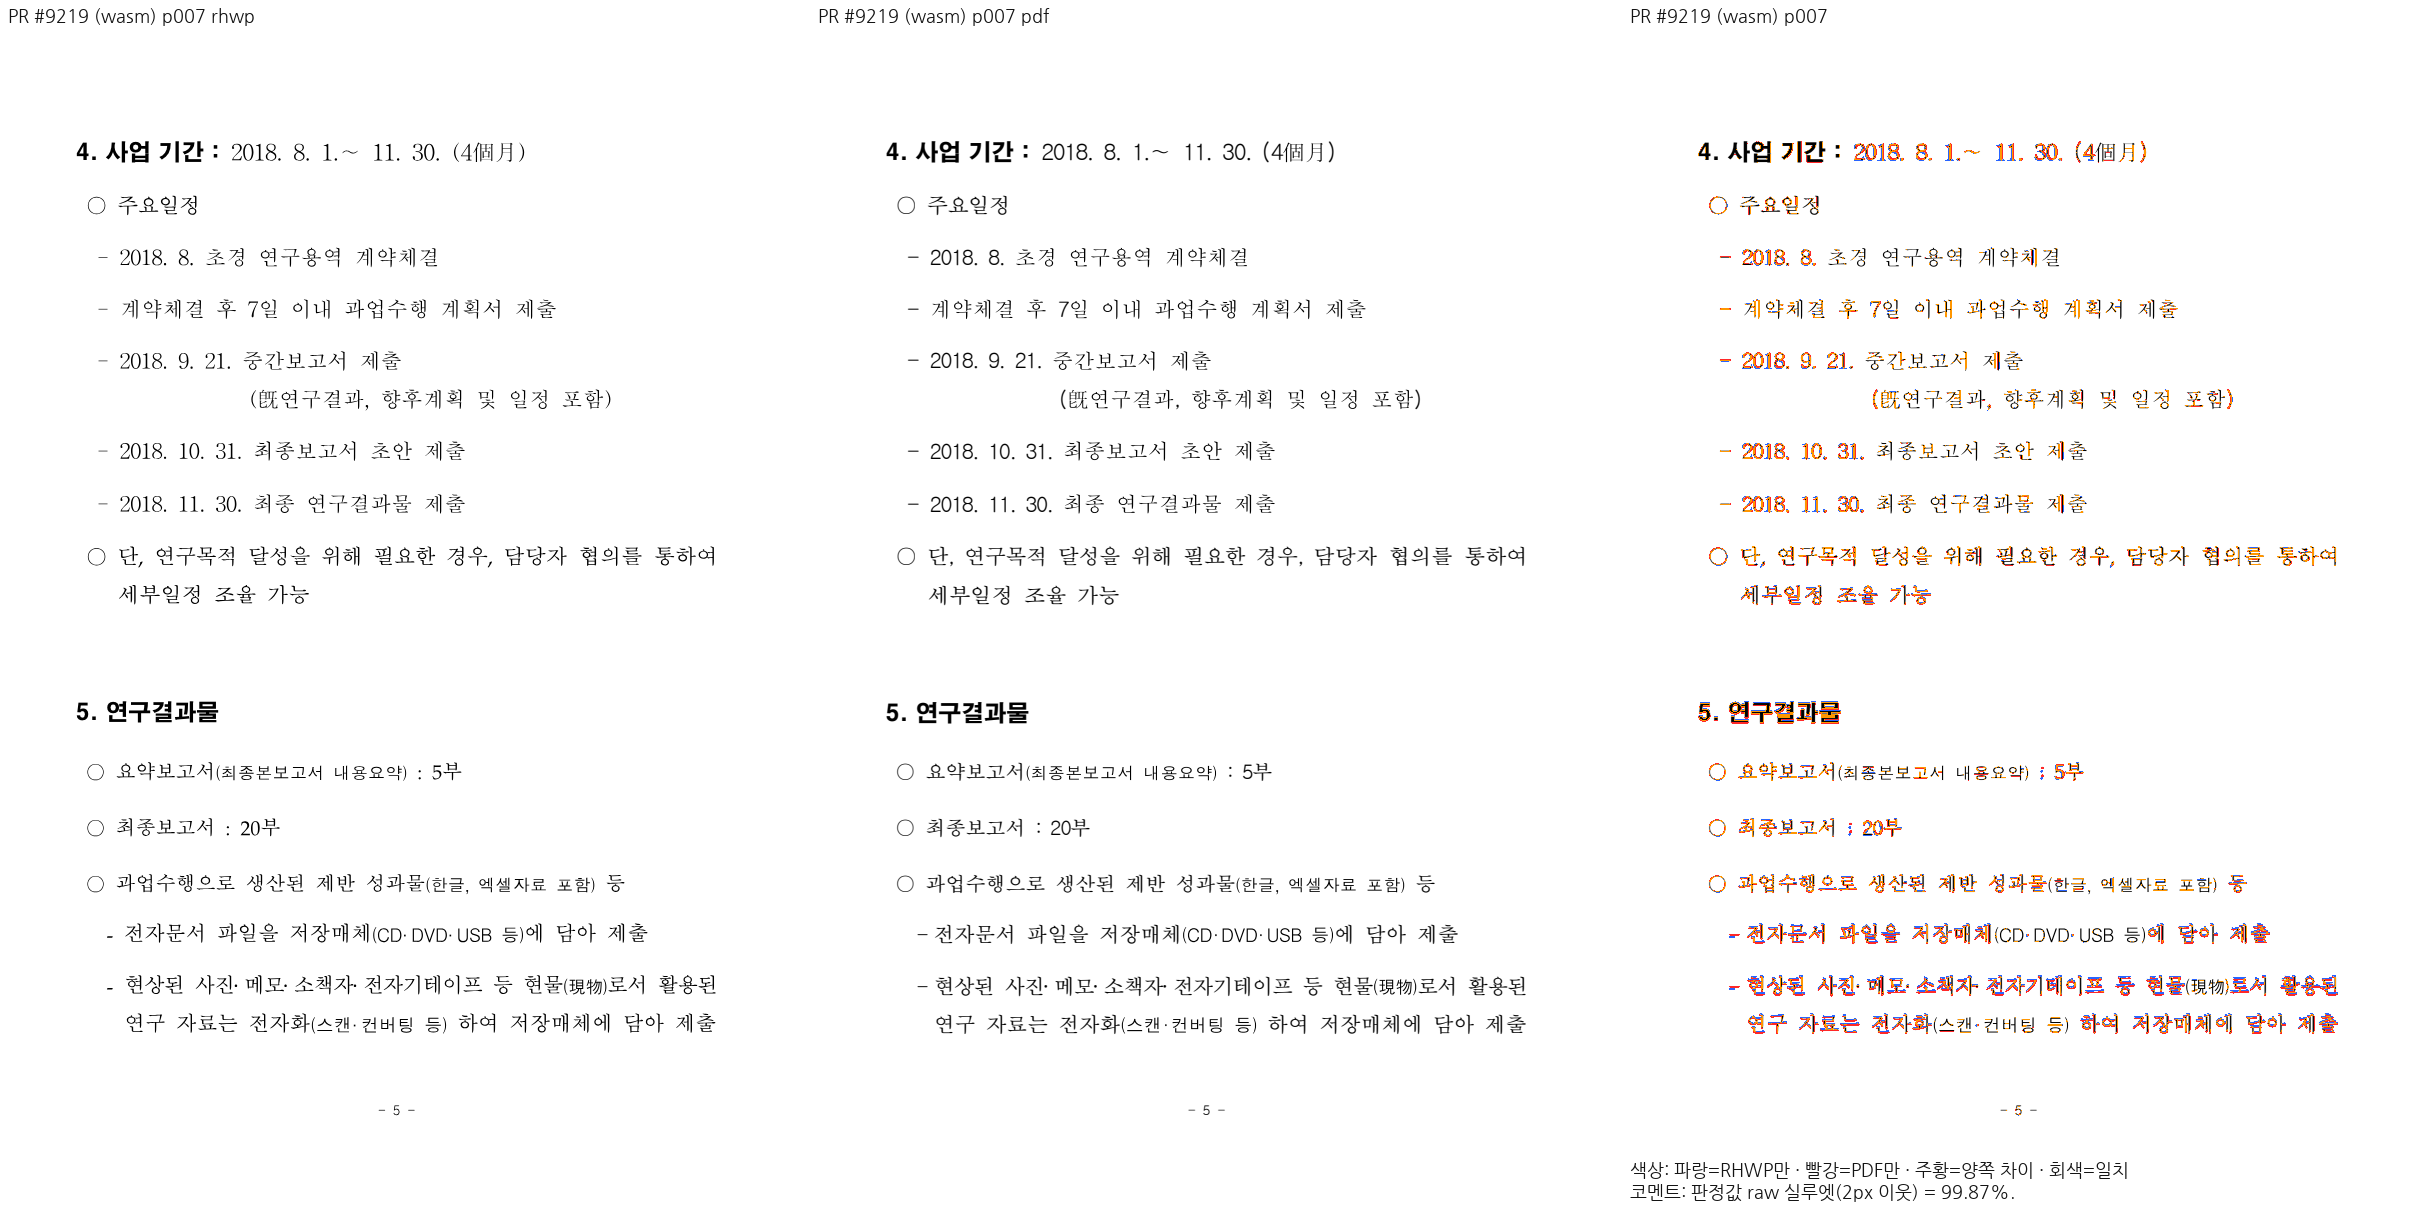 PR #9219 (wasm) p007 rhwp
4. 사업 기간 : 2018. 8. 1.~ 11. 30. (4個月)
○ 주요일정
- 2018. 8. 초경 연구용역 계약체결
- 계약체결 후 7일 이내 과업수행 계획서 제출
- 2018. 9. 21. 중간보고서 제출
(旣연구결과, 향후계획 및 일정 포함)
- 2018. 10. 31. 최종보고서 초안 제출
- 2018. 11. 30. 최종 연구결과물 제출
○ 단, 연구목적 달성을 위해 필요한 경우, 담당자 협의를 통하여
세부일정 조율 가능
5. 연구결과물
○ 요약보고서(최종본보고서 내용요약) : 5부
○ 최종보고서 : 20부
○ 과업수행으로 생산된 제반 성과물(한글, 엑셀자료 포함) 등
- 전자문서 파일을 저장매체(CD·DVD·USB 등)에 담아 제출
- 현상된 사진·메모·소책자·전자기테이프 등 현물(現物)로서 활용된
연구 자료는 전자화(스캔·컨버팅 등) 하여 저장매체에 담아 제출
- 5 -
PR #9219 (wasm) p007 pdf
4. 사업 기간 : 2018. 8. 1.~ 11. 30. (4個月)
○ 주요일정
- 2018. 8. 초경 연구용역 계약체결
- 계약체결 후 7일 이내 과업수행 계획서 제출
- 2018. 9. 21. 중간보고서 제출
(旣연구결과, 향후계획 및 일정 포함)
- 2018. 10. 31. 최종보고서 초안 제출
- 2018. 11. 30. 최종 연구결과물 제출
○ 단, 연구목적 달성을 위해 필요한 경우, 담당자 협의를 통하여
세부일정 조율 가능
5. 연구결과물
○ 요약보고서(최종본보고서 내용요약) : 5부
○ 최종보고서 : 20부
○ 과업수행으로 생산된 제반 성과물(한글, 엑셀자료 포함) 등
- 전자문서 파일을 저장매체(CD·DVD·USB 등)에 담아 제출
- 현상된 사진·메모·소책자·전자기테이프 등 현물(現物)로서 활용된
연구 자료는 전자화(스캔·컨버팅 등) 하여 저장매체에 담아 제출
- 5 -
PR #9219 (wasm) p007
4. 사업 기간 : 2018. 8. 1.~ 11. 30. (4個月)
○ 주요일정
- 2018. 8. 초경 연구용역 계약체결
- 계약체결 후 7일 이내 과업수행 계획서 제출
- 2018. 9. 21. 중간보고서 제출
(旣연구결과, 향후계획 및 일정 포함)
- 2018. 10. 31. 최종보고서 초안 제출
- 2018. 11. 30. 최종 연구결과물 제출
○ 단, 연구목적 달성을 위해 필요한 경우, 담당자 협의를 통하여
세부일정 조율 가능
5. 연구결과물
○ 요약보고서(최종본보고서 내용요약) : 5부
○ 최종보고서 : 20부
○ 과업수행으로 생산된 제반 성과물(한글, 엑셀자료 포함) 등
- 전자문서 파일을 저장매체(CD·DVD·USB 등)에 담아 제출
- 현상된 사진·메모·소책자·전자기테이프 등 현물(現物)로서 활용된
연구 자료는 전자화(스캔·컨버팅 등) 하여 저장매체에 담아 제출
- 5 -
색상: 파랑=RHWP만 · 빨강=PDF만 · 주황=양쪽 차이 · 회색=일치
코멘트: 판정값 raw 실루엣(2px 이웃) = 99.87%.